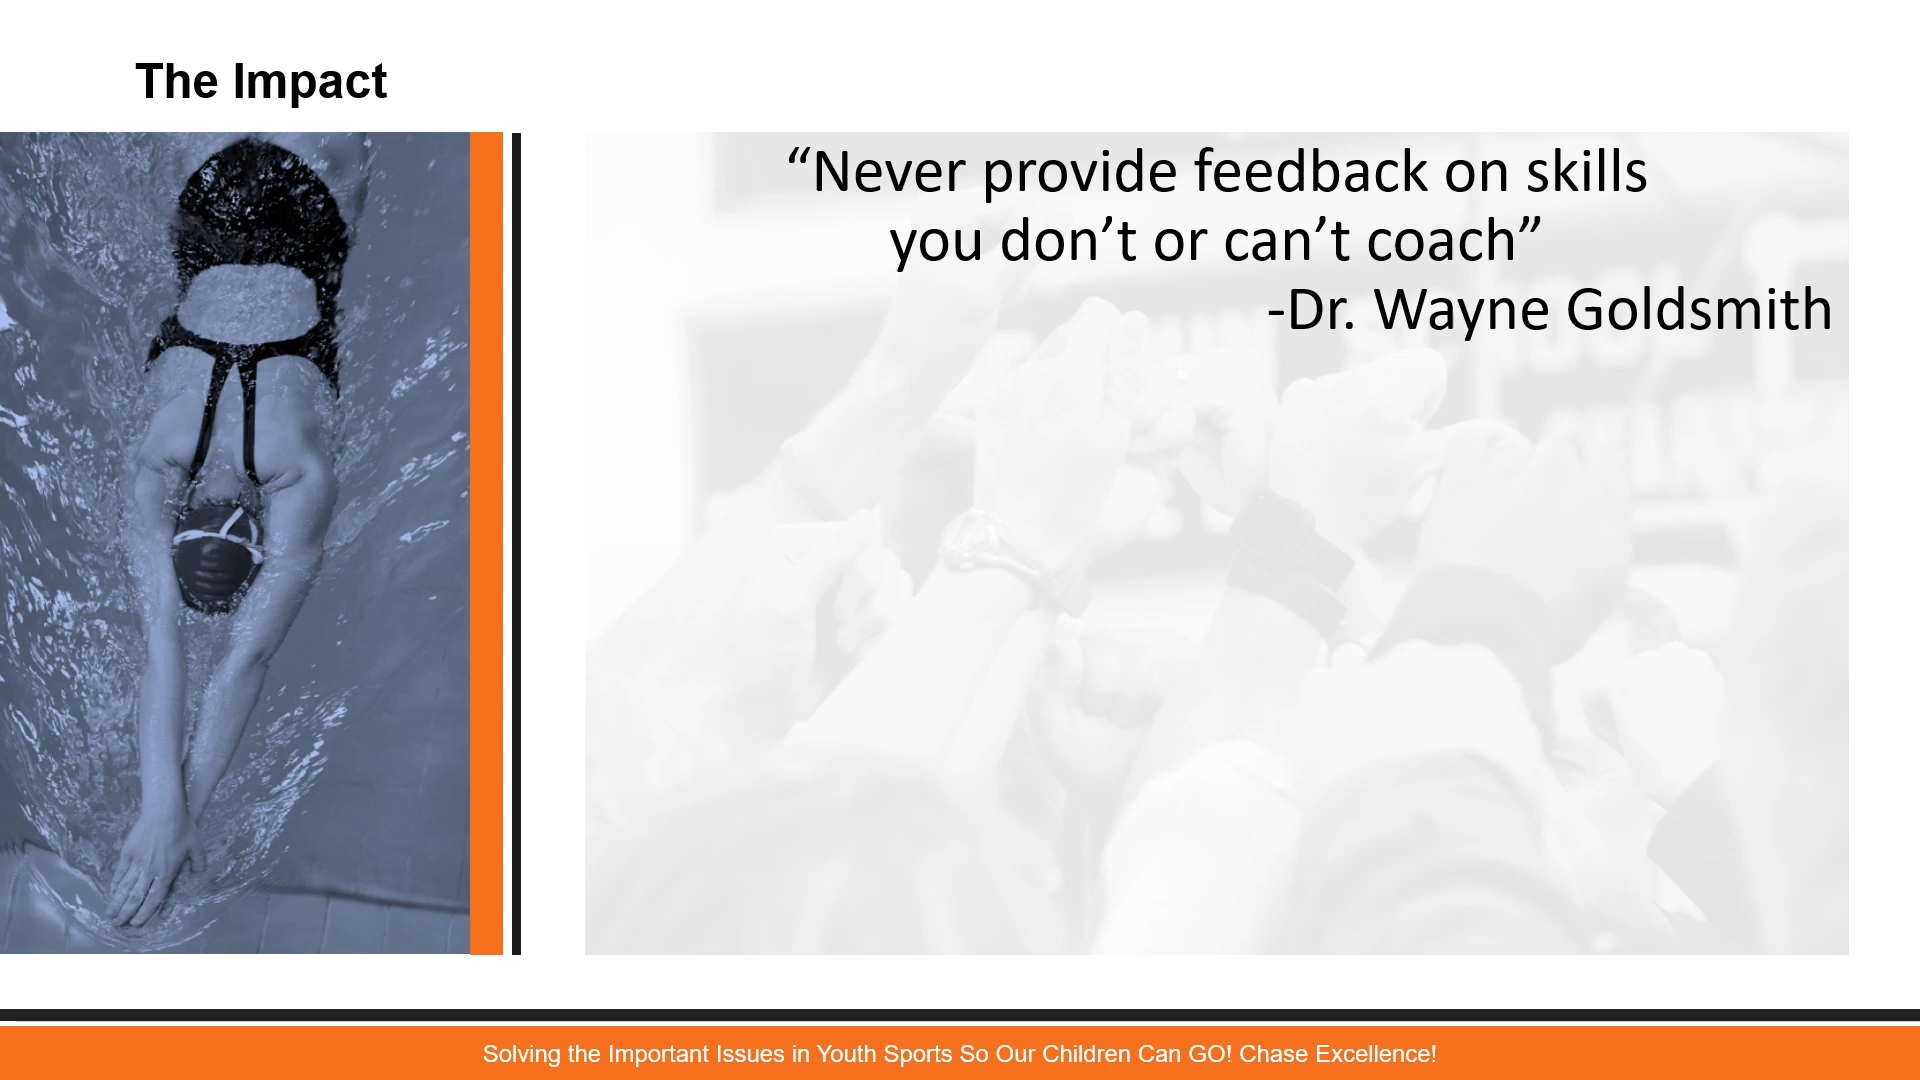 The Impact
“Never provide feedback on skills
you don’t or can’t coach”
-Dr. Wayne Goldsmith
Solving the Important Issues in Youth Sports So Our Children Can GO! Chase Excellence!